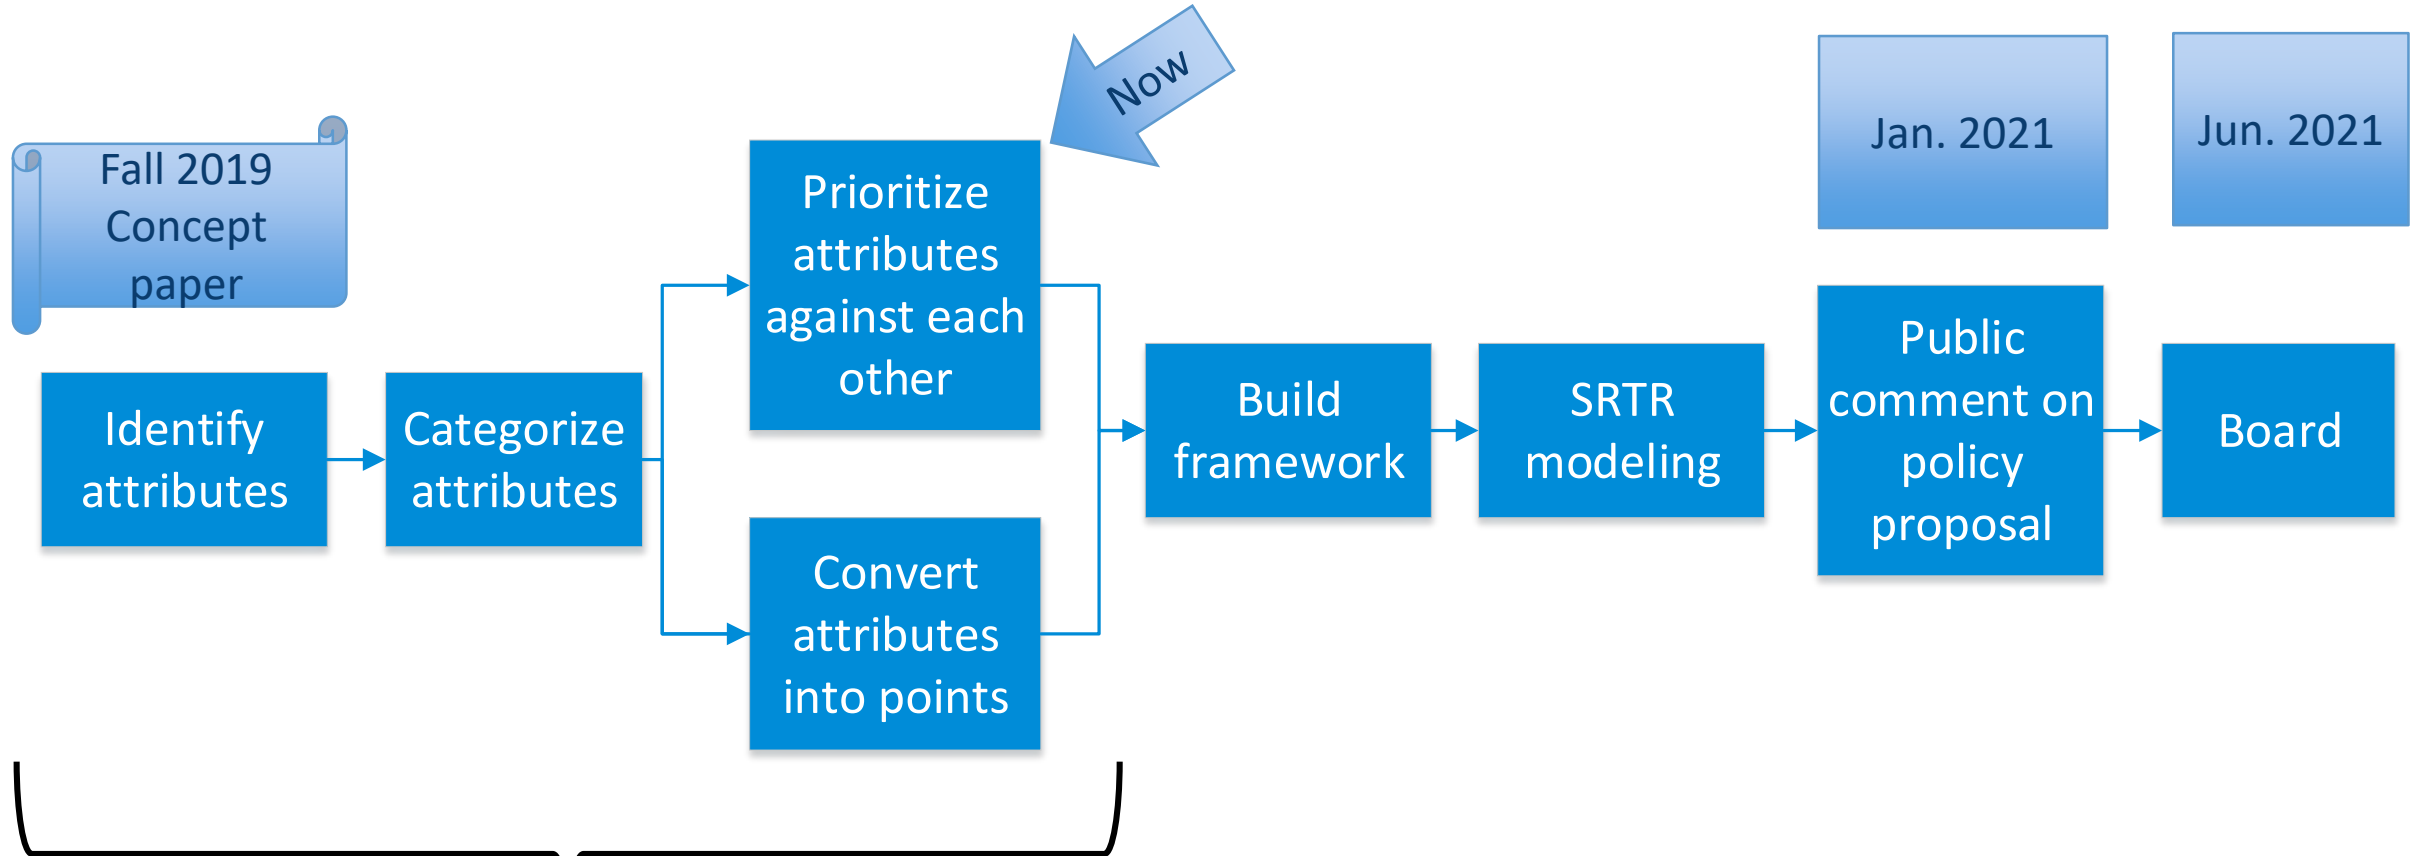 Now
Jan. 2021
Jun. 2021
Fall 2019
Concept
paper
Identify
attributes
Categorize
attributes
Prioritize
attributes
against each
other
Convert
attributes
into points
Build
framework
SRTR
modeling
Public
comment on
policy
proposal
Board